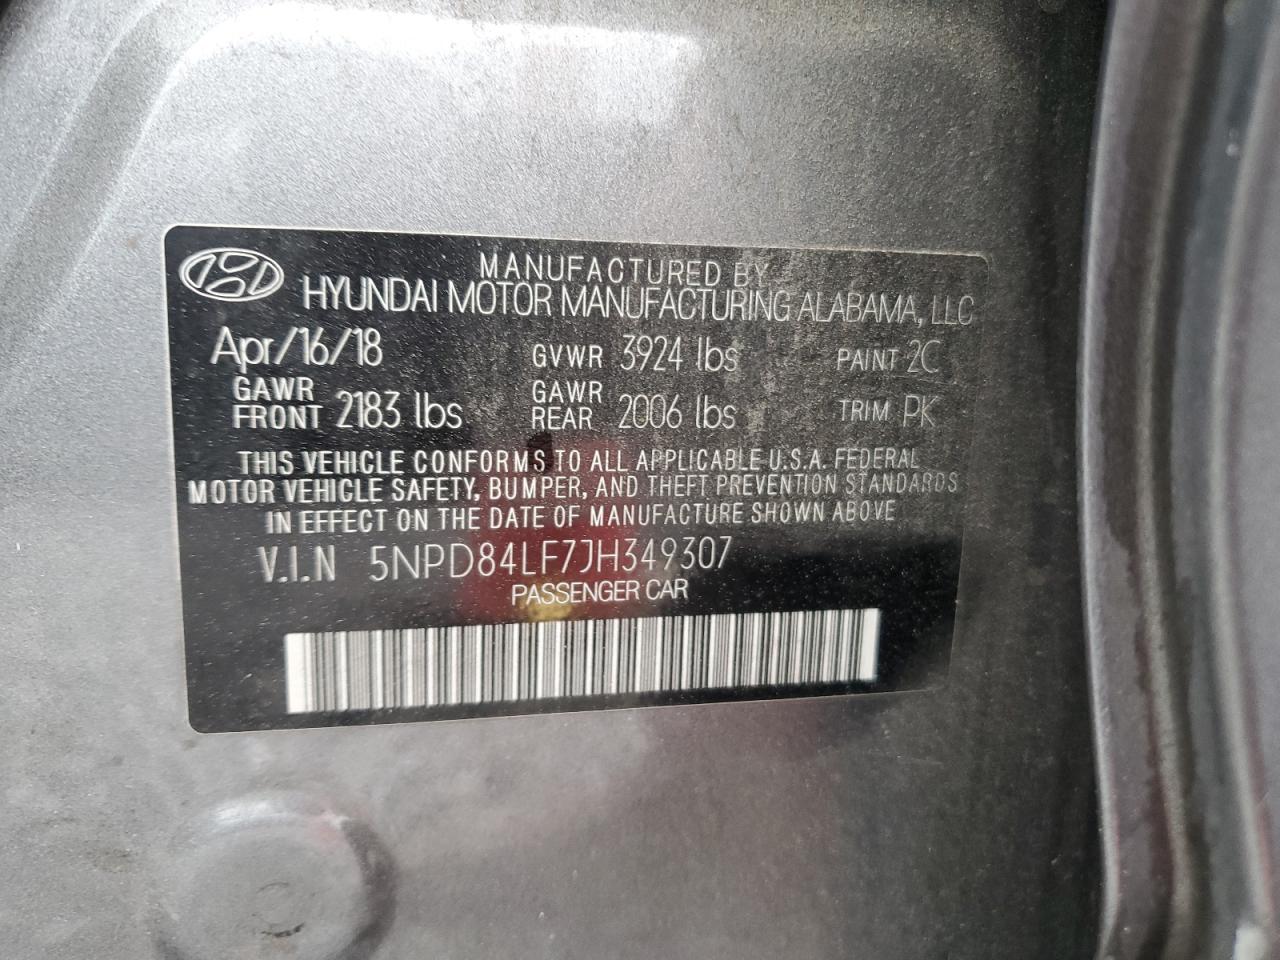 MANUFACTURED BY
HYUNDAI MOTOR MANUFACTURING ALABAMA, LLC
Apr/16/18 GVWR 3924 lbs PAINT 2C
GAWR FRONT 2183 lbs GAWR REAR 2006 lbs TRIM PK
THIS VEHICLE CONFORMS TO ALL APPLICABLE U.S.A. FEDERAL
MOTOR VEHICLE SAFETY, BUMPER, AND THEFT PREVENTION STANDARDS
IN EFFECT ON THE DATE OF MANUFACTURE SHOWN ABOVE
V.I.N 5NPD84LF7JH349307
PASSENGER CAR